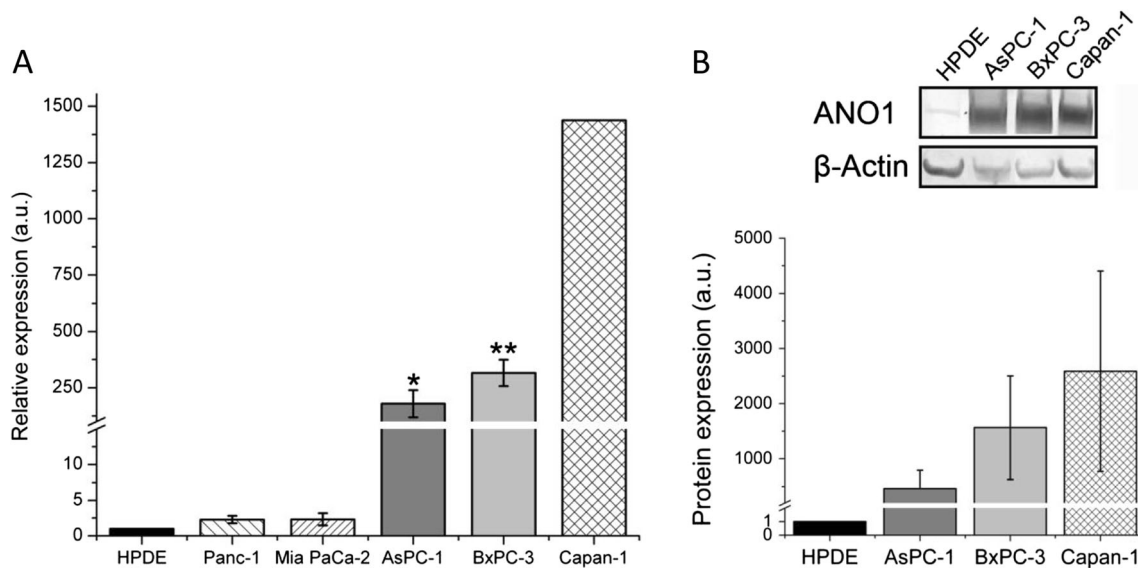 A
Relative expression (a.u.)
1500
1250
1000
750
500
250
10
5
0
*
**
HPDE
Panc-1
Mia PaCa-2
AsPC-1
BxPC-3
Capan-1
B
HPDE
AsPC-1
BxPC-3
Capan-1
ANO1
β-Actin
Protein expression (a.u.)
5000
4000
2500
2000
1000
1
0
HPDE
AsPC-1
BxPC-3
Capan-1